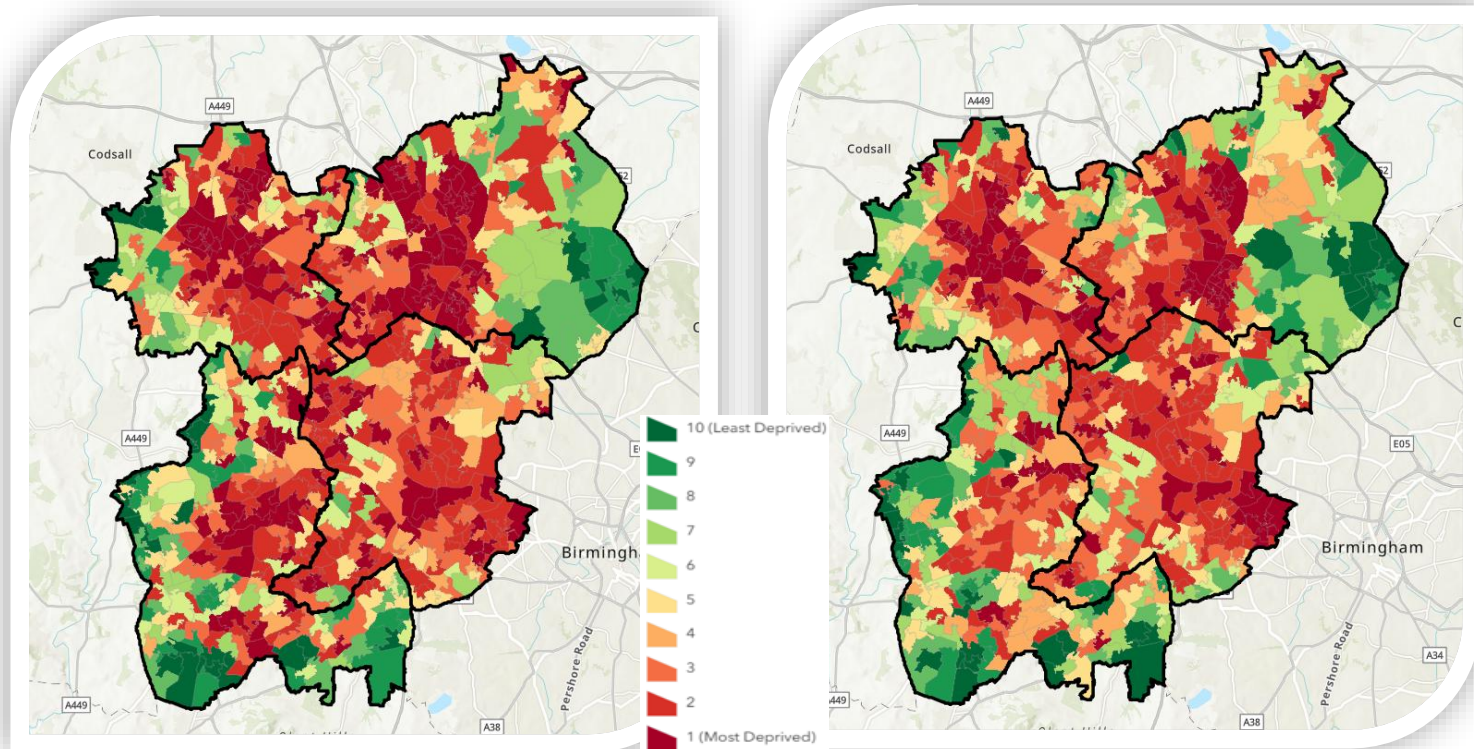 A449
Codsall
A449
Birmingha
Pershore Road
A449
A38
10 (Least Deprived)
9
8
7
6
5
4
3
2
1 (Most Deprived)
A449
Codsall
A449
E05
Birmingham
Pershore Road
A34
449
A38